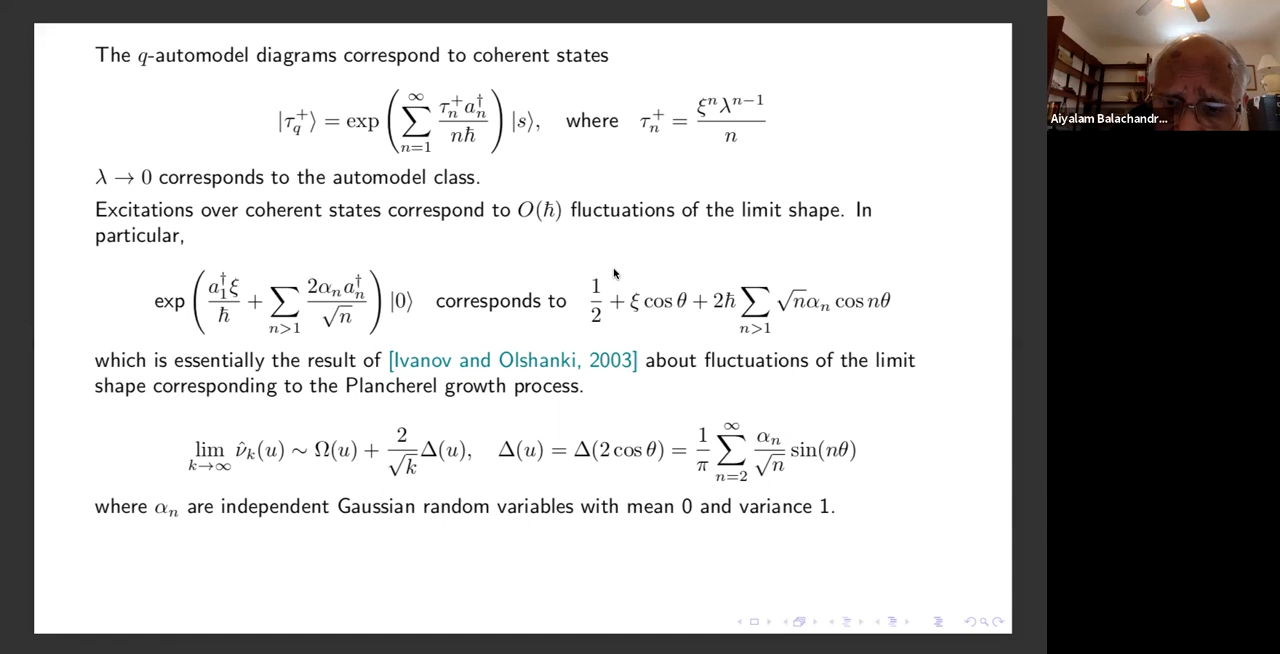 The q-automodel diagrams correspond to coherent states
|τ_q^+⟩ = exp(∑_{n=1}^{∞} τ_n^+ a_n^† / nħ)|s⟩, where τ_n^+ = ξ^n λ^{n−1} / n
λ → 0 corresponds to the automodel class.
Excitations over coherent states correspond to O(ħ) fluctuations of the limit shape. In
particular,
exp(a_1^† ξ / ħ + ∑_{n>1} 2α_n a_n^† / √n)|0⟩ corresponds to 1/2 + ξ cos θ + 2ħ ∑_{n>1} √n α_n cos nθ
which is essentially the result of [Ivanov and Olshanki, 2003] about fluctuations of the limit
shape corresponding to the Plancherel growth process.
lim_{k→∞} ν̂_k(u) ∼ Ω(u) + 2/√k Δ(u), Δ(u) = Δ(2 cos θ) = 1/π ∑_{n=2}^{∞} α_n/√n sin(nθ)
where α_n are independent Gaussian random variables with mean 0 and variance 1.
Aiyalam Balachandr...